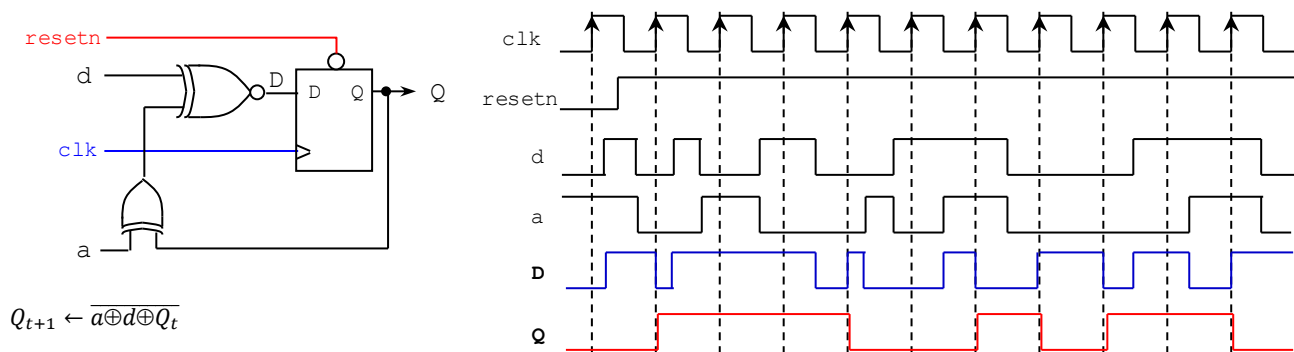 resetn
d
D
D
Q
Q
clk
a
Q_{t+1} ← \overline{a⊕d⊕Q_t}
clk
resetn
d
a
D
Q